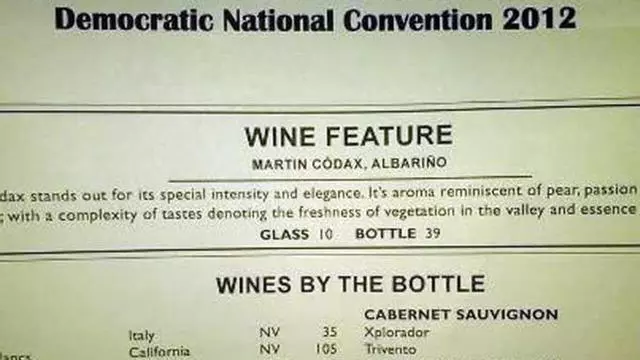 Democratic National Convention 2012
WINE FEATURE
MARTIN CÓDAX, ALBARIÑO
dax stands out for its special intensity and elegance. It's aroma reminiscent of pear, passion
; with a complexity of tastes denoting the freshness of vegetation in the valley and essence
GLASS 10 BOTTLE 39
WINES BY THE BOTTLE
CABERNET SAUVIGNON
Italy NV 35 Xplorador
California NV 105 Trivento